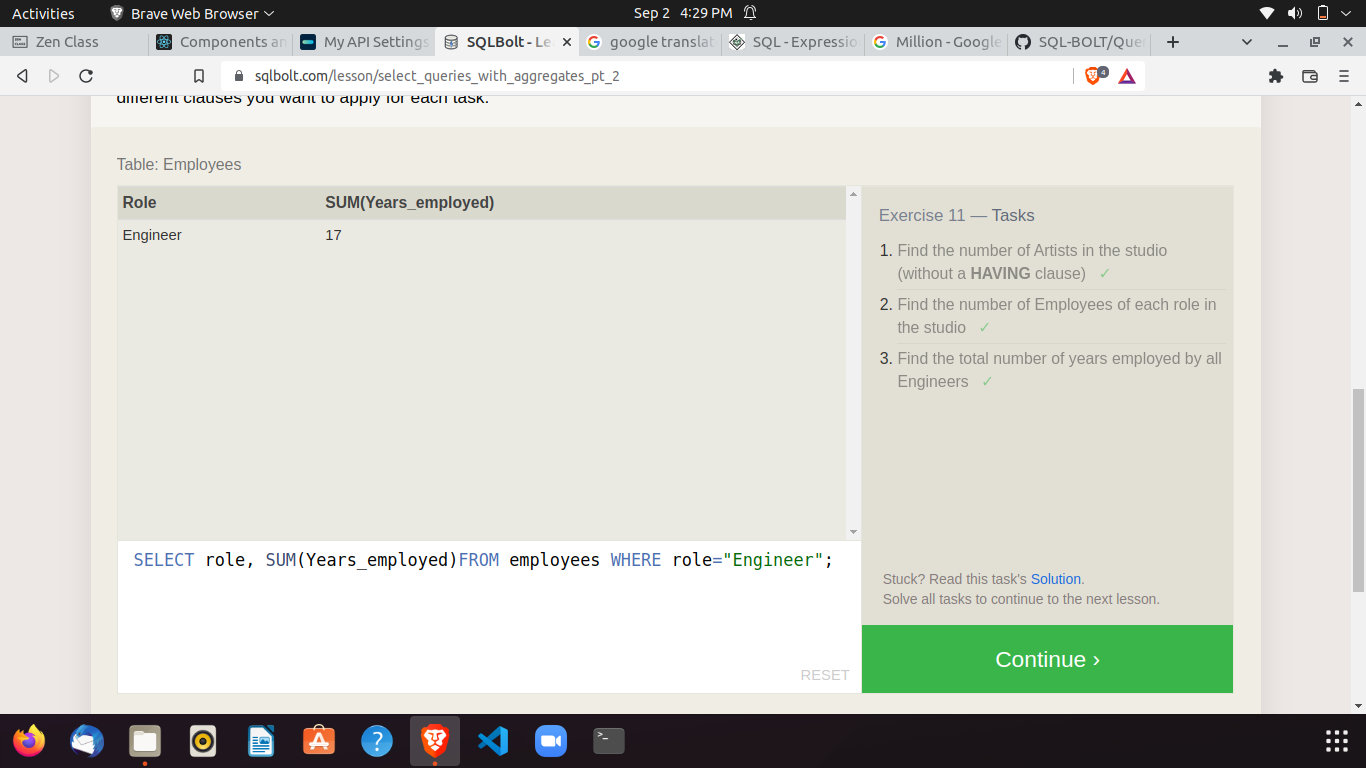 Activities
Brave Web Browser
Sep 2 4:29 PM
Zen Class
Components an
My API Settings
SQLBolt - Le
google translat
SQL - Expressio
Million - Google
SQL-BOLT/Quer
sqlbolt.com/lesson/select_queries_with_aggregates_pt_2
4
different clauses you want to apply for each task.
Table: Employees
Role SUM(Years_employed)
Engineer 17
SELECT role, SUM(Years_employed)FROM employees WHERE role="Engineer";
RESET
Exercise 11 — Tasks
1. Find the number of Artists in the studio
(without a HAVING clause) ✓
2. Find the number of Employees of each role in
the studio ✓
3. Find the total number of years employed by all
Engineers ✓
Stuck? Read this task's Solution.
Solve all tasks to continue to the next lesson.
Continue ›